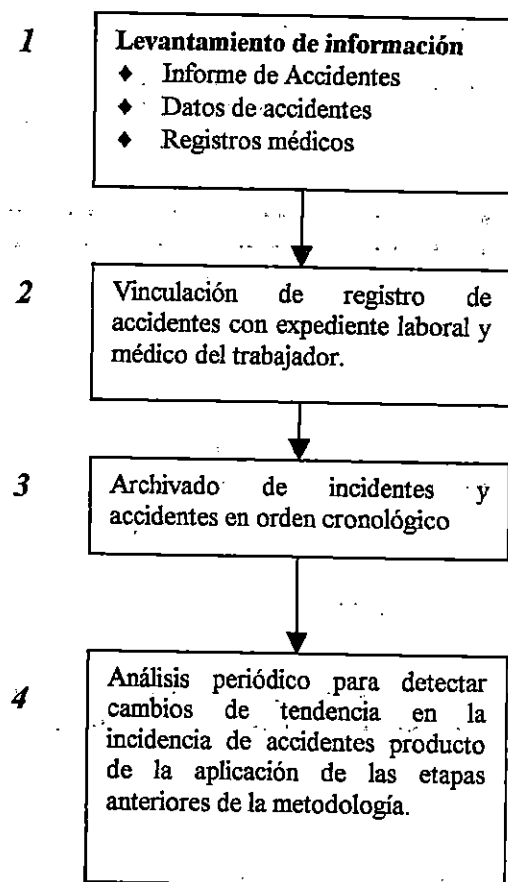 1
Levantamiento de información
♦ Informe de Accidentes
♦ Datos de accidentes
♦ Registros médicos
2
Vinculación de registro de
accidentes con expediente laboral y
médico del trabajador.
3
Archivado de incidentes y
accidentes en orden cronológico
4
Análisis periódico para detectar
cambios de tendencia en la
incidencia de accidentes producto
de la aplicación de las etapas
anteriores de la metodología.